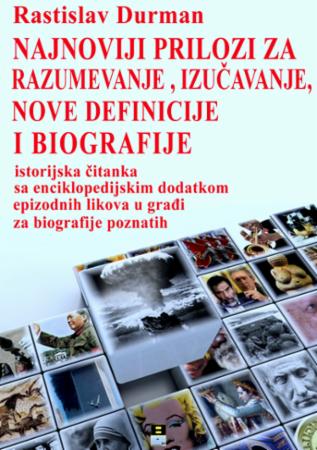 Rastislav Durman
NAJNOVIJI PRILOZI ZA
RAZUMEVANJE , IZUČAVANJE,
NOVE DEFINICIJE
I BIOGRAFIJE
istorijska čitanka
sa enciklopedijskim dodatkom
epizodnih likova u građi
za biografije poznatih